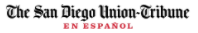 The San Diego Union-Tribune
EN ESPAÑOL